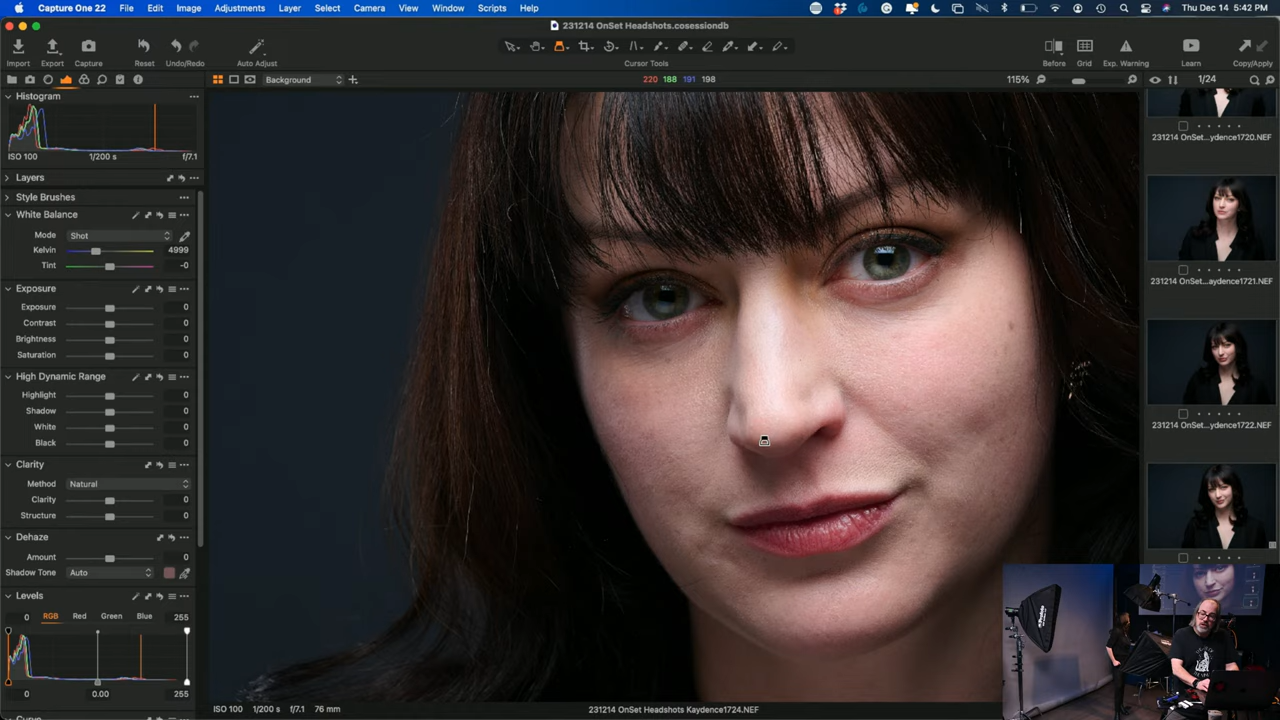 Capture One 22 File Edit Image Adjustments Layer Select Camera View Window Scripts Help Thu Dec 14 5:42 PM
231214 OnSet Headshots.cosessiondb
Import Export Capture Reset Undo/Redo Auto Adjust Cursor Tools Before Grid Exp. Warning Learn Copy/Apply
Background 220 188 191 198 115% 1/24
Histogram
ISO 100 1/200 s f/7.1
Layers
Style Brushes
White Balance
Mode Shot
Kelvin 4999
Tint -0
Exposure
Exposure 0
Contrast 0
Brightness 0
Saturation 0
High Dynamic Range
Highlight 0
Shadow 0
White 0
Black 0
Clarity
Method Natural
Clarity 0
Structure 0
Dehaze
Amount 0
Shadow Tone Auto
Levels
0 RGB Red Green Blue 255
0 0.00 255
231214 OnSet...ydence1720.NEF
231214 OnSet...aydence1721.NEF
231214 OnSet...ydence1722.NEF
ISO 100 1/200 s f/7.1 76 mm 231214 OnSet Headshots Kaydence1724.NEF